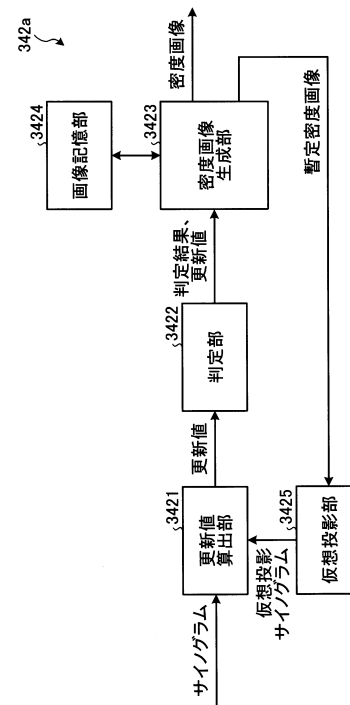 342a
サイノグラム
3421
更新値
算出部
更新値
3422
判定部
判定結果、
更新値
3424
画像記憶部
3423
密度画像
生成部
密度画像
暫定密度画像
3425
仮想投影部
仮想投影
サイノグラム